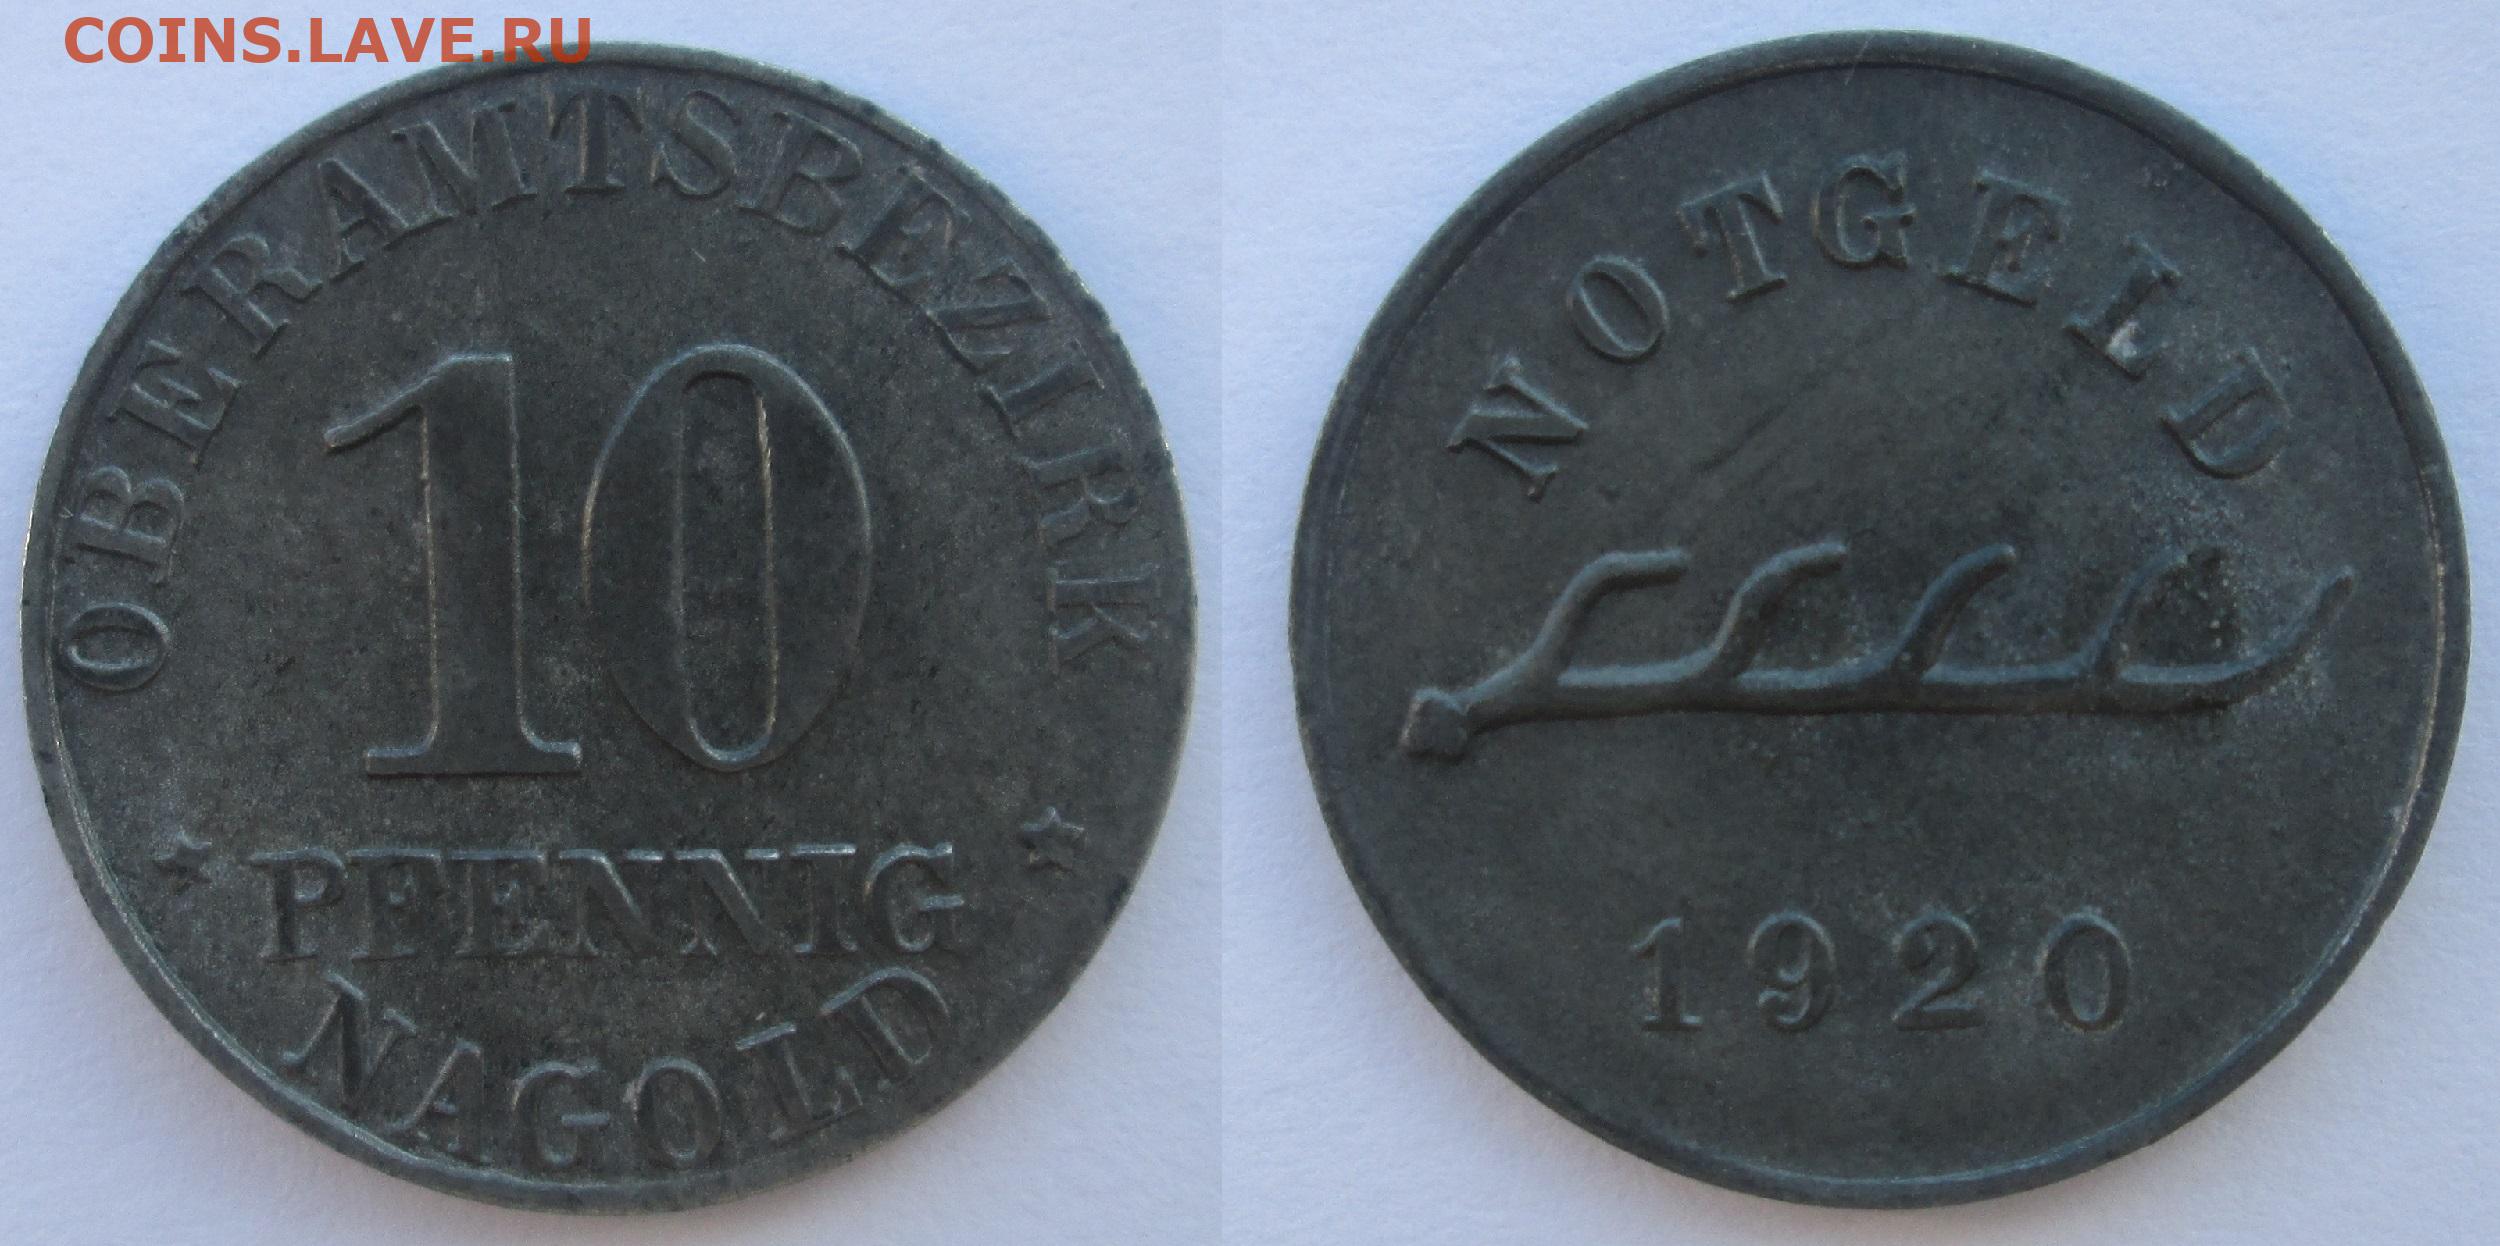 COINS.LAVE.RU
OBERAMTSBEZIRK
10
PFENNIG
NAGOLD
NOTGELD
1920